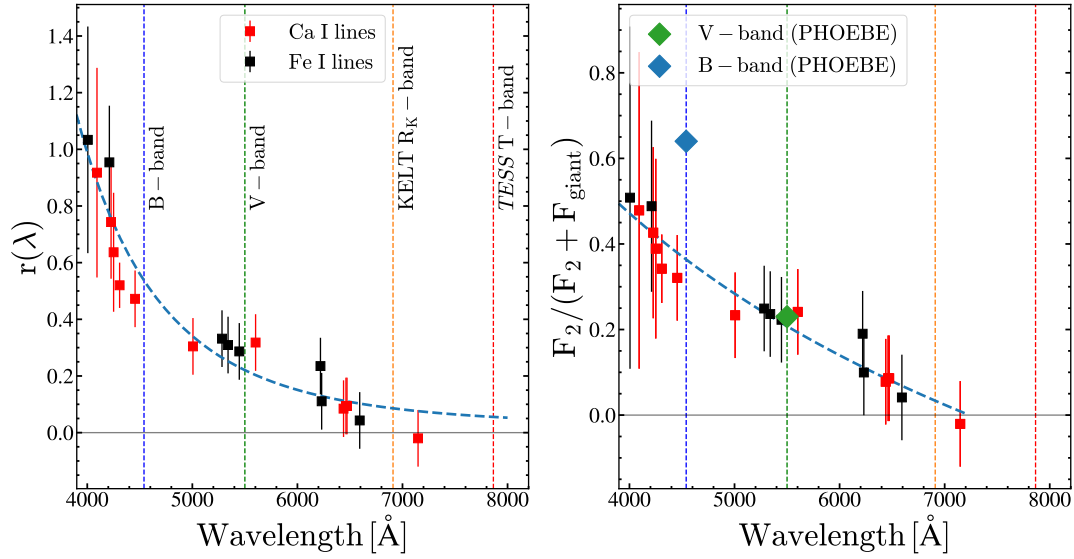 r(λ)
1.4
1.2
1.0
0.8
0.6
0.4
0.2
0.0
Ca I lines
Fe I lines
B − band
V − band
KELT R_K − band
TESS T − band
4000 5000 6000 7000 8000
Wavelength [Å]
F₂/(F₂ + F_giant)
0.8
0.6
0.4
0.2
0.0
V − band (PHOEBE)
B − band (PHOEBE)
4000 5000 6000 7000 8000
Wavelength [Å]